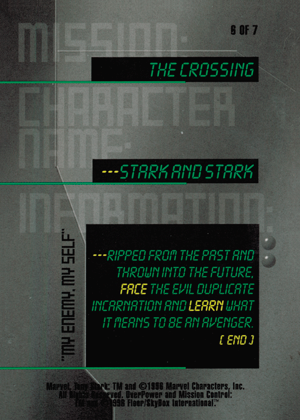 MISSION:
6 OF 7
THE CROSSING
CHARACTER
NAME:
---STARK AND STARK
INFORMATION:
"MY ENEMY, MY SELF"
---RIPPED FROM THE PAST AND
THROWN INTO THE FUTURE,
FACE THE EVIL DUPLICATE
INCARNATION AND LEARN WHAT
IT MEANS TO BE AN AVENGER.
( END )
Marvel, Tony Stark: TM and ©1996 Marvel Characters, Inc.
All Rights Reserved. OverPower and Mission Control:
TM and ©1996 Fleer/SkyBox International.™